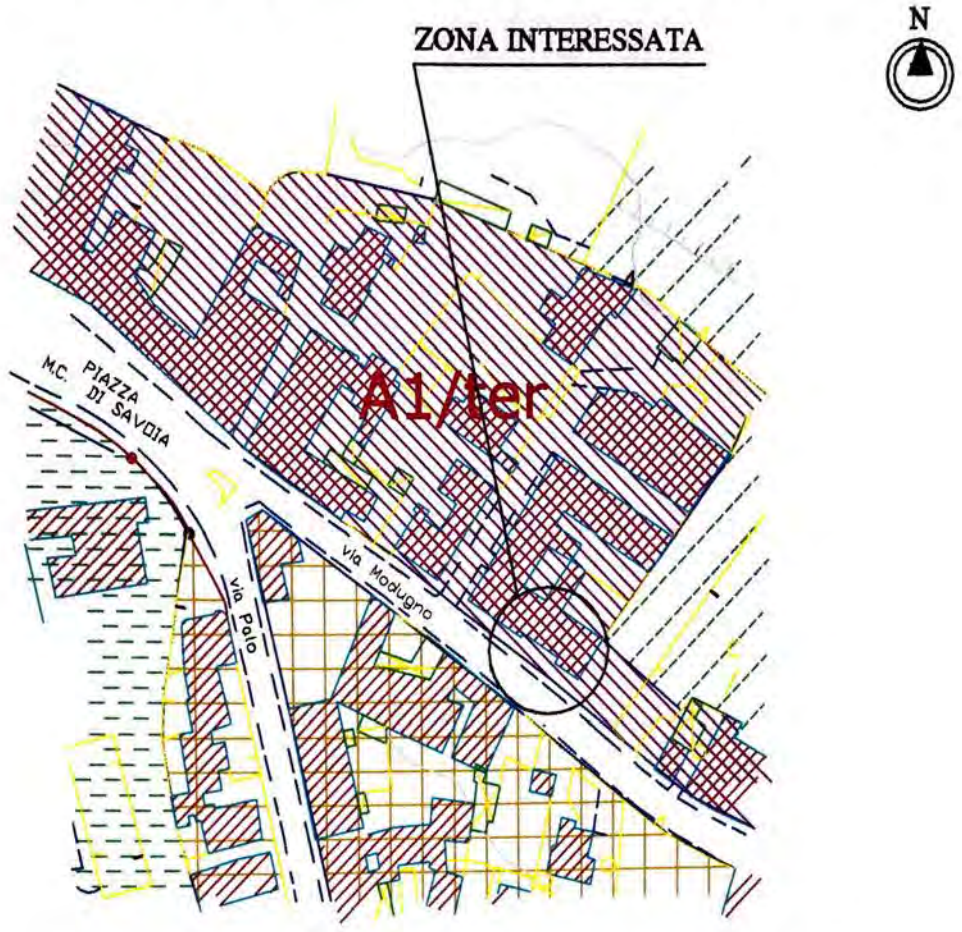 ZONA INTERESSATA
N
A1/ter
M.C. PIAZZA
DI SAVOIA
via Modugno
via Palo